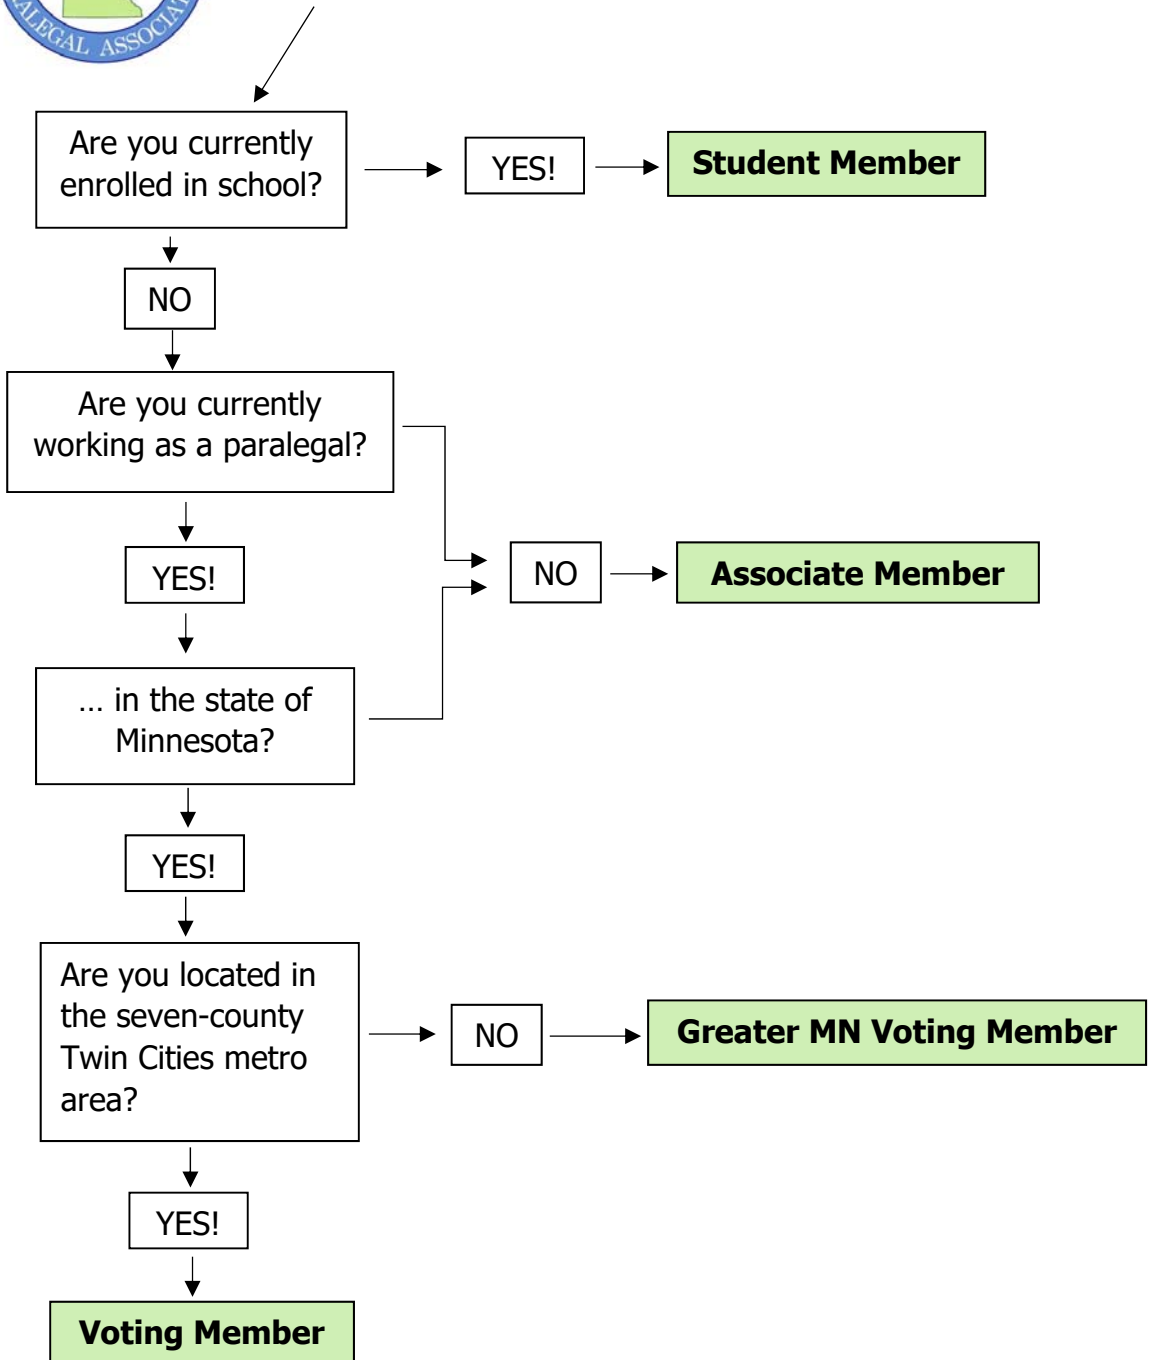 ASSOCIAT
Are you currently
enrolled in school?
YES!
Student Member
NO
Are you currently
working as a paralegal?
YES!
NO
Associate Member
… in the state of
Minnesota?
YES!
Are you located in
the seven-county
Twin Cities metro
area?
NO
Greater MN Voting Member
YES!
Voting Member